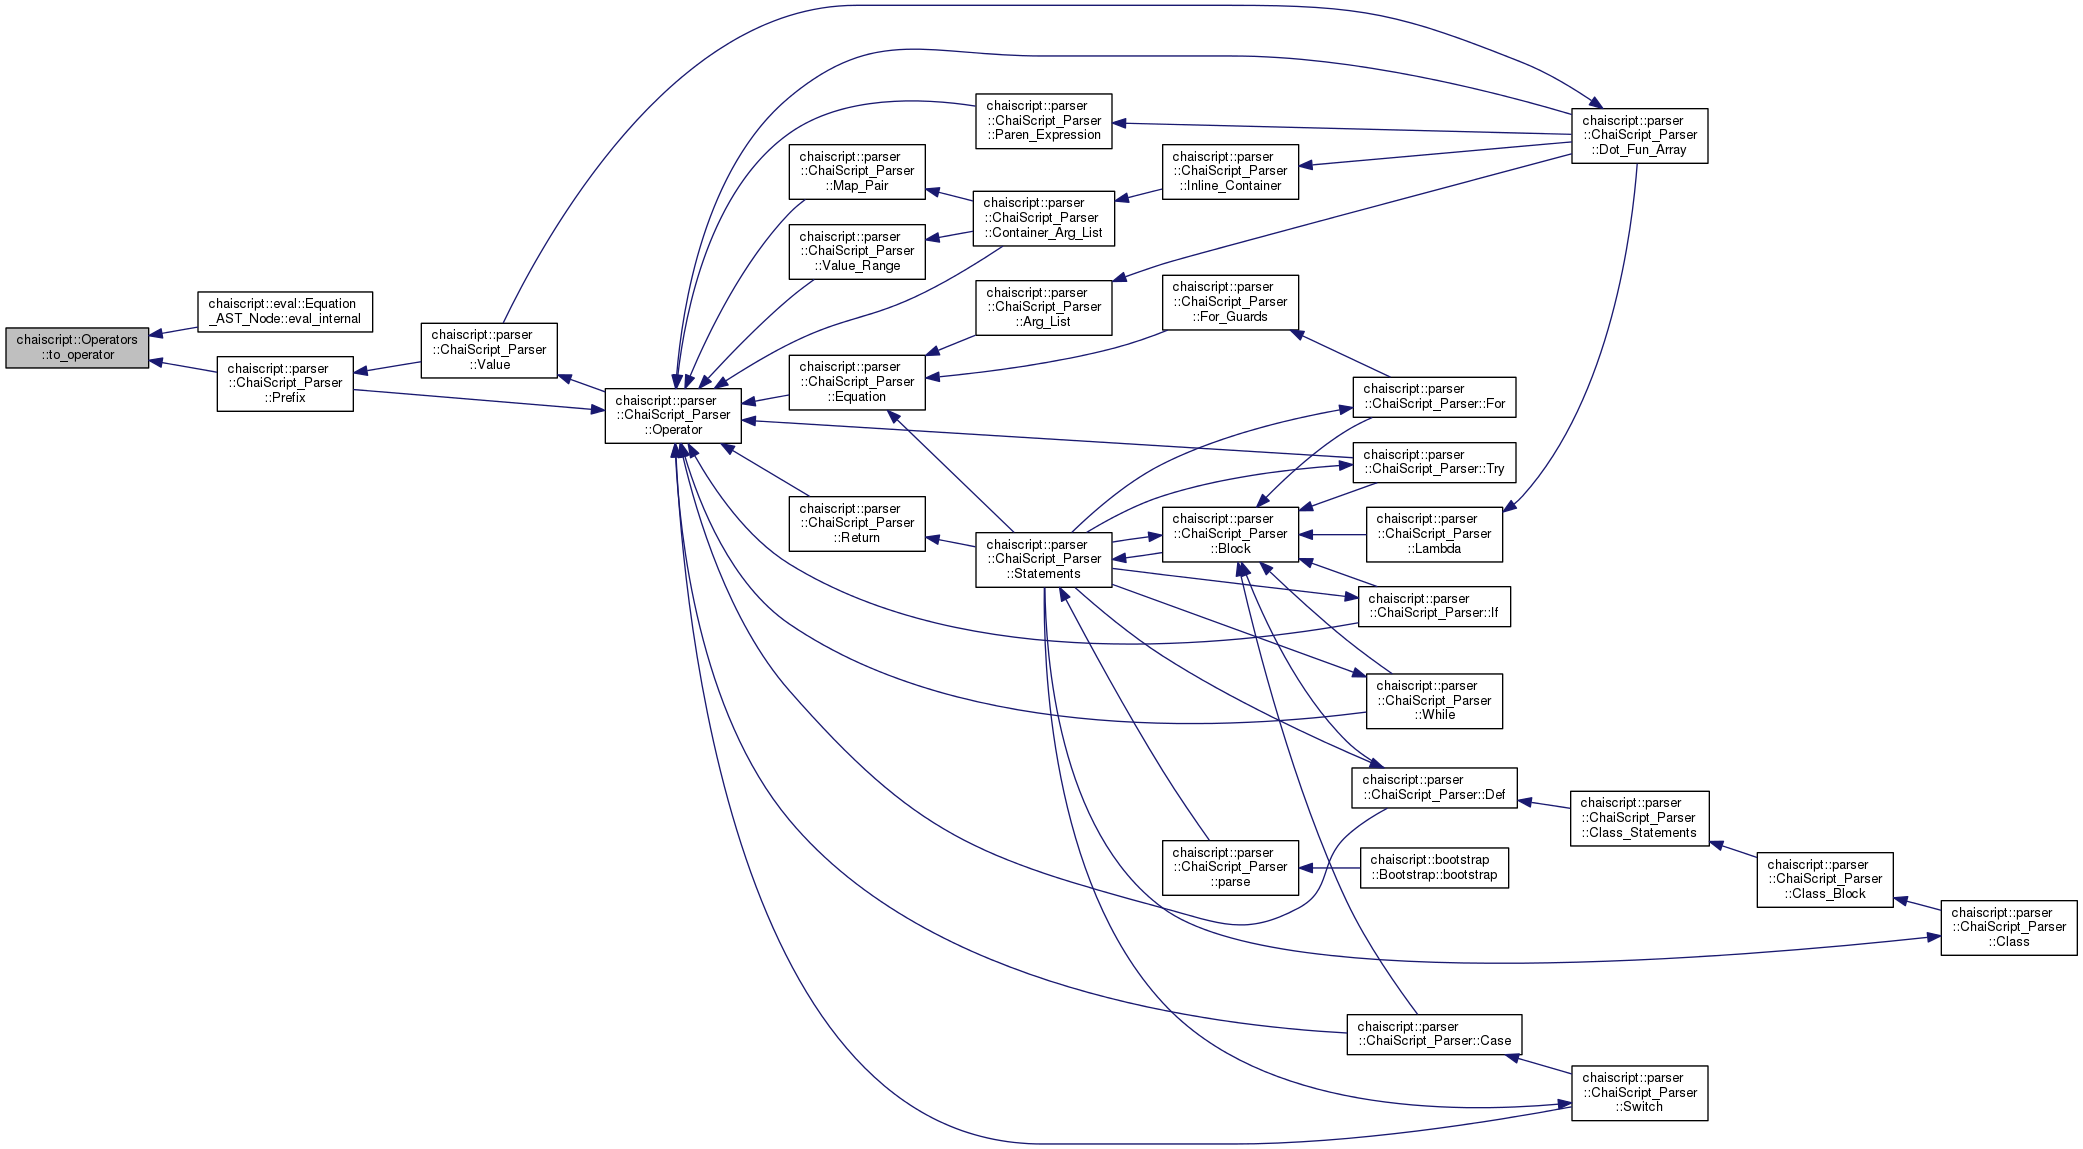 chaiscript::Operators
::to_operator
chaiscript::eval::Equation
_AST_Node::eval_internal
chaiscript::parser
::ChaiScript_Parser
::Prefix
chaiscript::parser
::ChaiScript_Parser
::Value
chaiscript::parser
::ChaiScript_Parser
::Operator
chaiscript::parser
::ChaiScript_Parser
::Map_Pair
chaiscript::parser
::ChaiScript_Parser
::Value_Range
chaiscript::parser
::ChaiScript_Parser
::Equation
chaiscript::parser
::ChaiScript_Parser
::Return
chaiscript::parser
::ChaiScript_Parser
::Paren_Expression
chaiscript::parser
::ChaiScript_Parser
::Container_Arg_List
chaiscript::parser
::ChaiScript_Parser
::Arg_List
chaiscript::parser
::ChaiScript_Parser
::Statements
chaiscript::parser
::ChaiScript_Parser
::Inline_Container
chaiscript::parser
::ChaiScript_Parser
::For_Guards
chaiscript::parser
::ChaiScript_Parser
::Block
chaiscript::parser
::ChaiScript_Parser
::parse
chaiscript::parser
::ChaiScript_Parser::For
chaiscript::parser
::ChaiScript_Parser::Try
chaiscript::parser
::ChaiScript_Parser
::Lambda
chaiscript::parser
::ChaiScript_Parser::If
chaiscript::parser
::ChaiScript_Parser
::While
chaiscript::parser
::ChaiScript_Parser::Def
chaiscript::bootstrap
::Bootstrap::bootstrap
chaiscript::parser
::ChaiScript_Parser::Case
chaiscript::parser
::ChaiScript_Parser
::Dot_Fun_Array
chaiscript::parser
::ChaiScript_Parser
::Class_Statements
chaiscript::parser
::ChaiScript_Parser
::Switch
chaiscript::parser
::ChaiScript_Parser
::Class_Block
chaiscript::parser
::ChaiScript_Parser
::Class